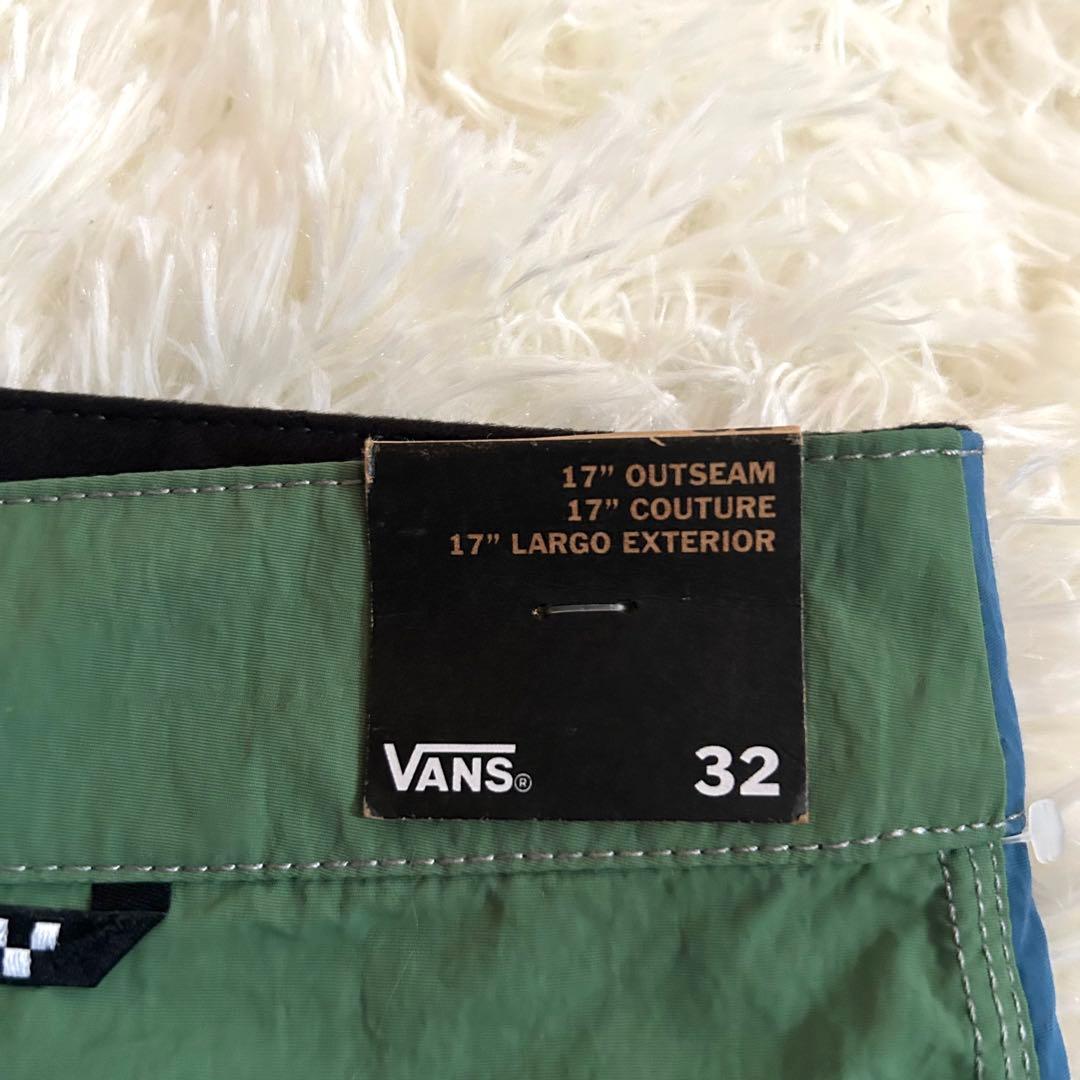 17” OUTSEAM
17” COUTURE
17” LARGO EXTERIOR
VANS® 32